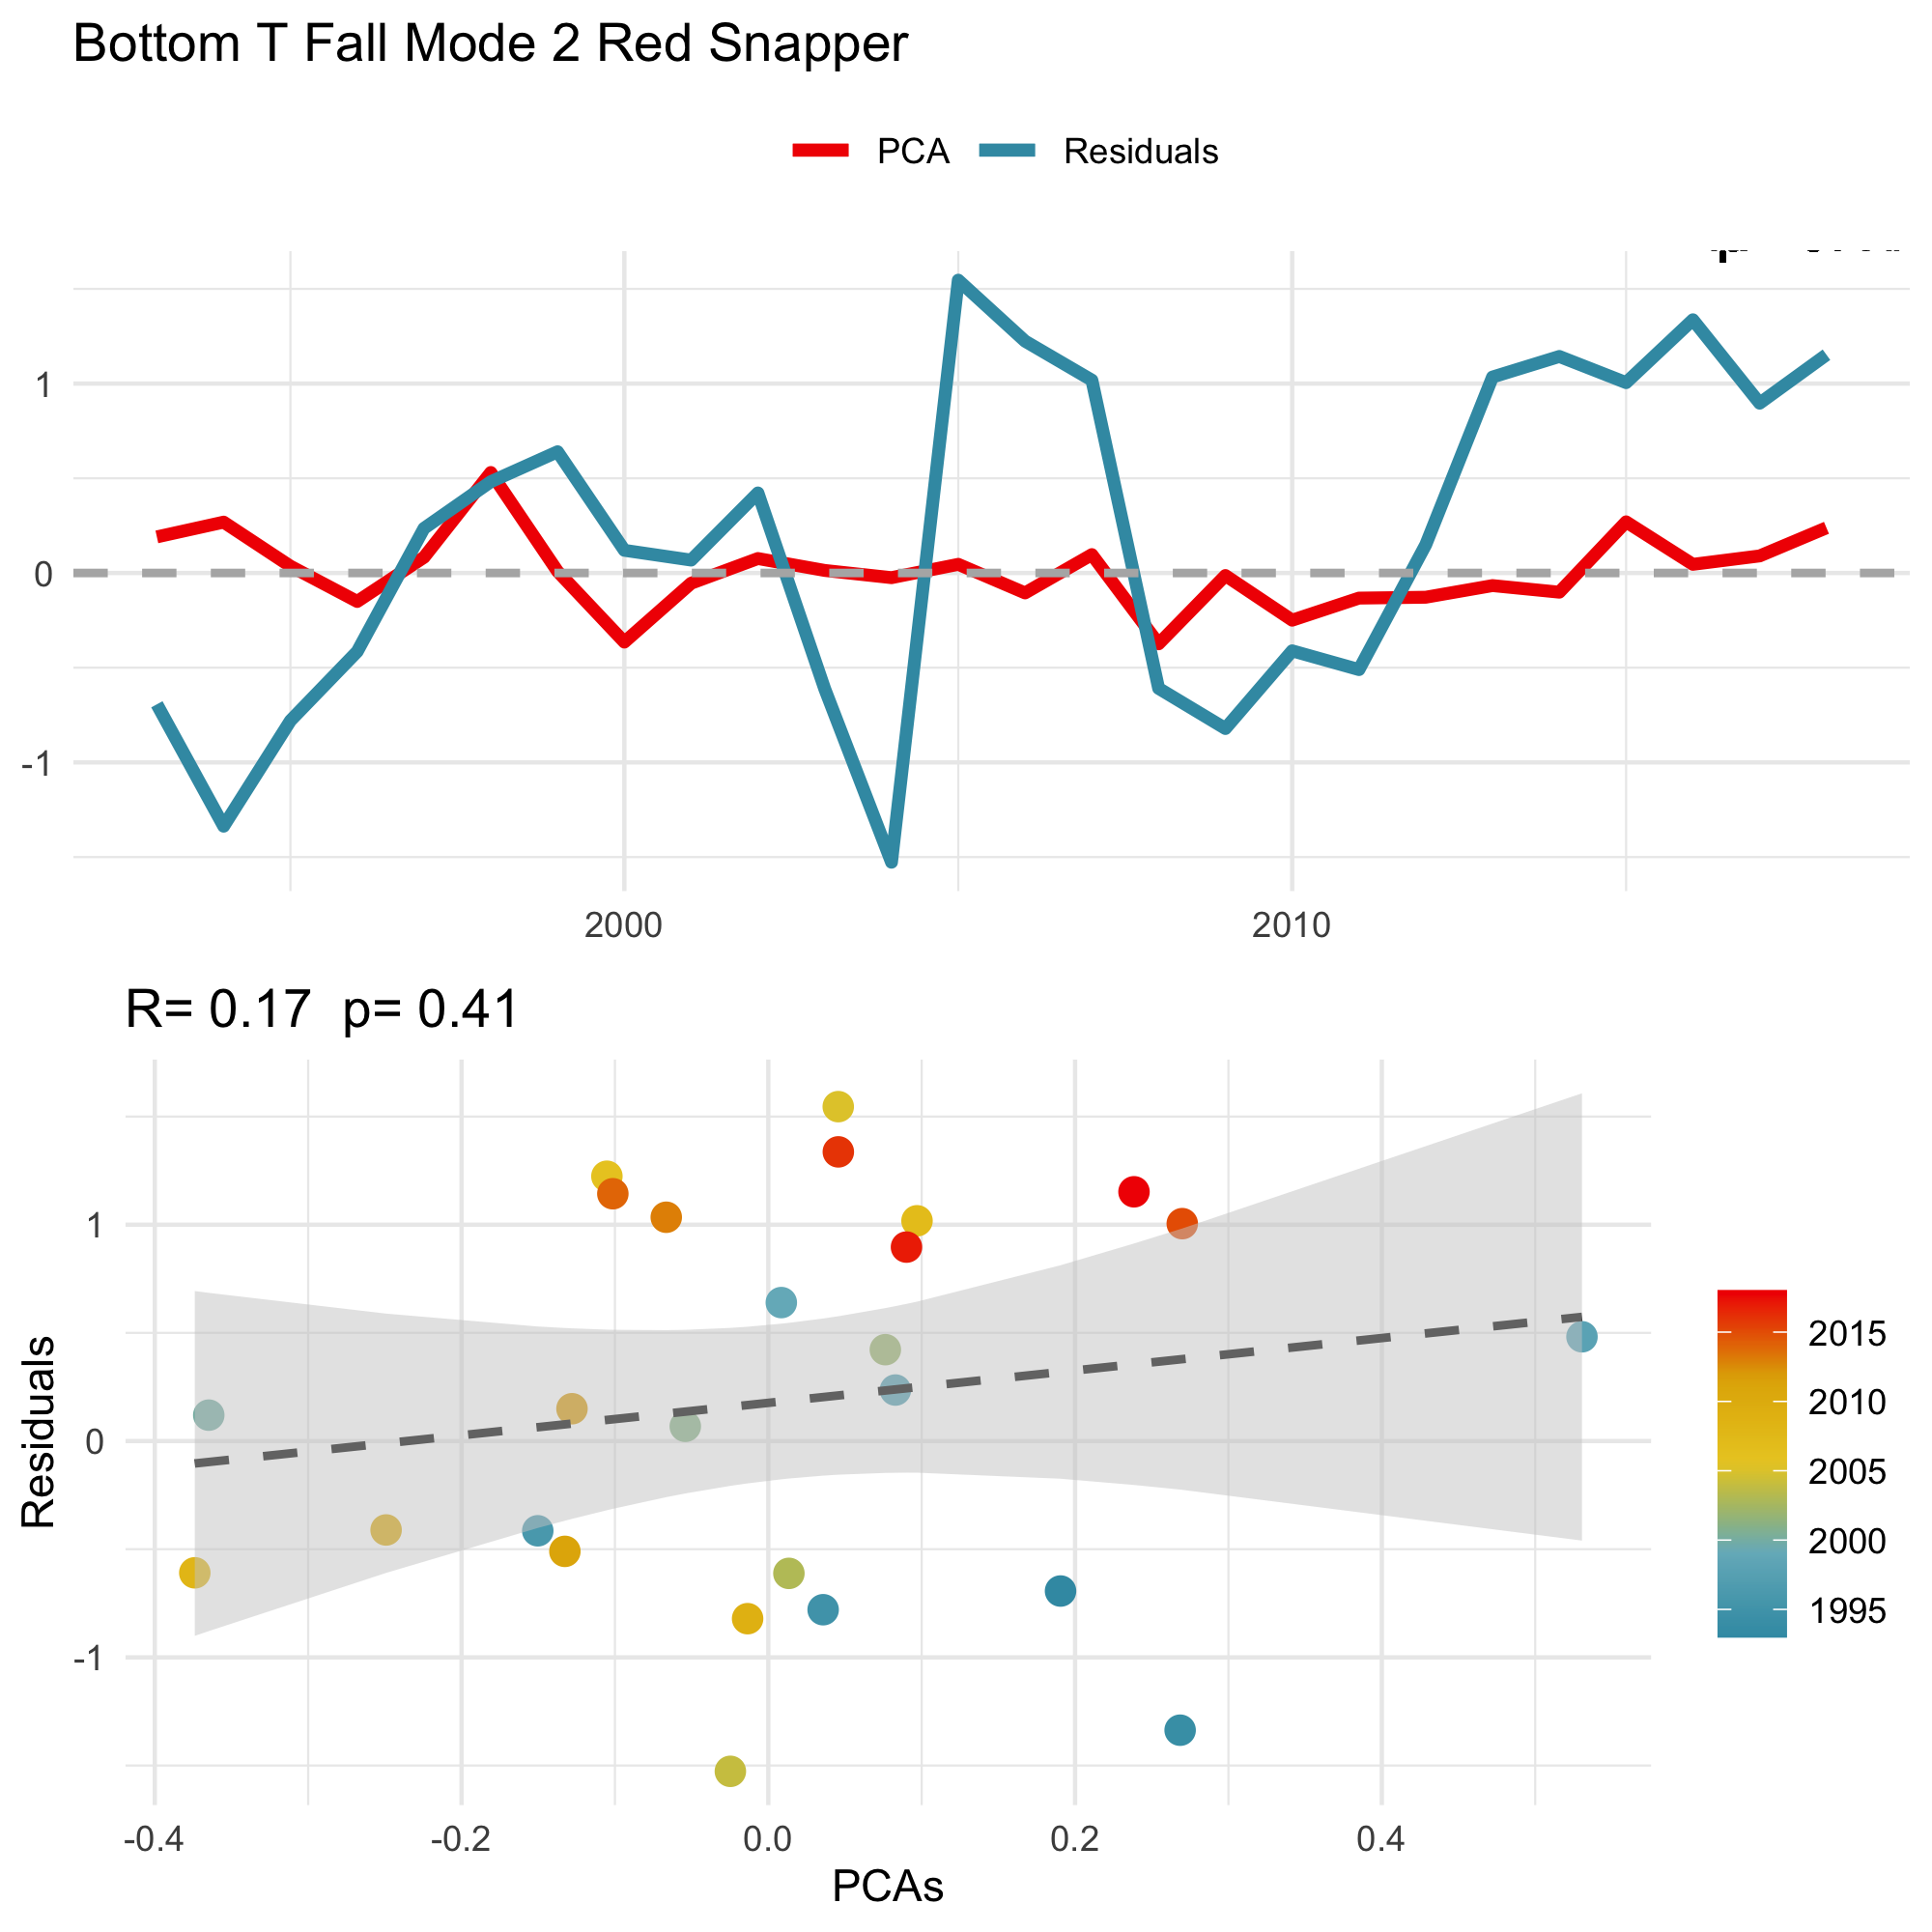 Bottom T Fall Mode 2 Red Snapper
PCA Residuals
1
0
-1
2000 2010
R= 0.17 p= 0.41
Residuals
1
0
-1
-0.4 -0.2 0.0 0.2 0.4
PCAs
2015
2010
2005
2000
1995